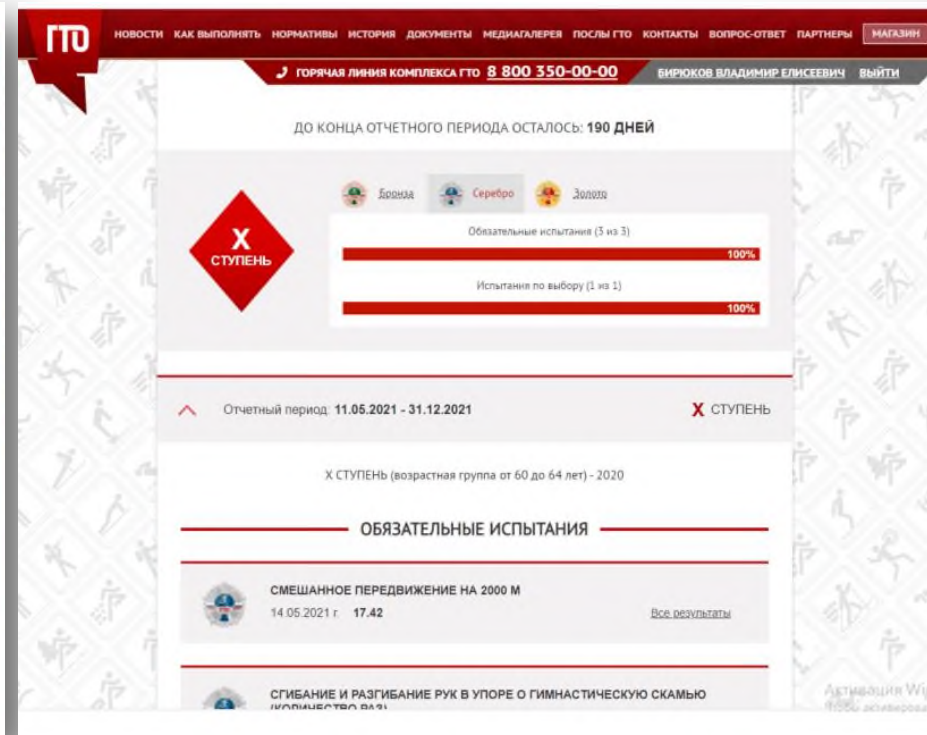 ГТО
НОВОСТИ КАК ВЫПОЛНЯТЬ НОРМАТИВЫ ИСТОРИЯ ДОКУМЕНТЫ МЕДИАГАЛЕРЕЯ ПОСЛЫ ГТО КОНТАКТЫ ВОПРОС-ОТВЕТ ПАРТНЕРЫ МАГАЗИН
ГОРЯЧАЯ ЛИНИЯ КОМПЛЕКСА ГТО 8 800 350-00-00 БИРЮКОВ ВЛАДИМИР ЕЛИСЕЕВИЧ ВЫЙТИ
ДО КОНЦА ОТЧЕТНОГО ПЕРИОДА ОСТАЛОСЬ: 190 ДНЕЙ
Бронза Серебро Золото
X
СТУПЕНЬ
Обязательные испытания (3 из 3)
100%
Испытания по выбору (1 из 1)
100%
Отчетный период: 11.05.2021 - 31.12.2021 X СТУПЕНЬ
X СТУПЕНЬ (возрастная группа от 60 до 64 лет) - 2020
ОБЯЗАТЕЛЬНЫЕ ИСПЫТАНИЯ
СМЕШАННОЕ ПЕРЕДВИЖЕНИЕ НА 2000 М
14.05.2021 г. 17.42 Все результаты
СГИБАНИЕ И РАЗГИБАНИЕ РУК В УПОРЕ О ГИМНАСТИЧЕСКУЮ СКАМЬЮ
(КОЛИЧЕСТВО РАЗ)
Активация Wi